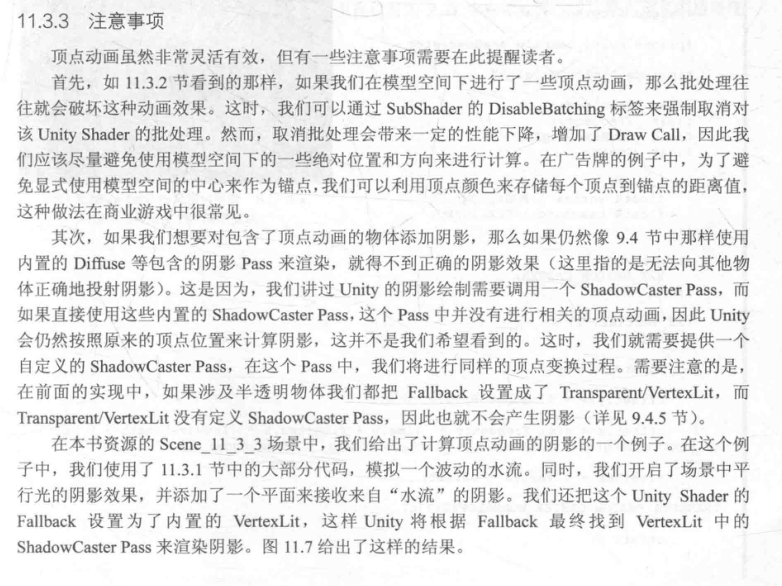 11.3.3 注意事项
顶点动画虽然非常灵活有效，但有一些注意事项需要在此提醒读者。
首先，如 11.3.2 节看到的那样，如果我们在模型空间下进行了一些顶点动画，那么批处理往
往就会破坏这种动画效果。这时，我们可以通过 SubShader 的 DisableBatching 标签来强制取消对
该 Unity Shader 的批处理。然而，取消批处理会带来一定的性能下降，增加了 Draw Call，因此我
们应该尽量避免使用模型空间下的一些绝对位置和方向来进行计算。在广告牌的例子中，为了避
免显式使用模型空间的中心来作为锚点，我们可以利用顶点颜色来存储每个顶点到锚点的距离值，
这种做法在商业游戏中很常见。
其次，如果我们想要对包含了顶点动画的物体添加阴影，那么如果仍然像 9.4 节中那样使用
内置的 Diffuse 等包含的阴影 Pass 来渲染，就得不到正确的阴影效果（这里指的是无法向其他物
体正确地投射阴影）。这是因为，我们讲过 Unity 的阴影绘制需要调用一个 ShadowCaster Pass，而
如果直接使用这些内置的 ShadowCaster Pass，这个 Pass 中并没有进行相关的顶点动画，因此 Unity
会仍然按照原来的顶点位置来计算阴影，这并不是我们希望看到的。这时，我们就需要提供一个
自定义的 ShadowCaster Pass，在这个 Pass 中，我们将进行同样的顶点变换过程。需要注意的是，
在前面的实现中，如果涉及半透明物体我们都把 Fallback 设置成了 Transparent/VertexLit，而
Transparent/VertexLit 没有定义 ShadowCaster Pass，因此也就不会产生阴影（详见 9.4.5 节）。
在本书资源的 Scene_11_3_3 场景中，我们给出了计算顶点动画的阴影的一个例子。在这个例
子中，我们使用了 11.3.1 节中的大部分代码，模拟一个波动的水流。同时，我们开启了场景中平
行光的阴影效果，并添加了一个平面来接收来自“水流”的阴影。我们还把这个 Unity Shader 的
Fallback 设置为了内置的 VertexLit，这样 Unity 将根据 Fallback 最终找到 VertexLit 中的
ShadowCaster Pass 来渲染阴影。图 11.7 给出了这样的结果。